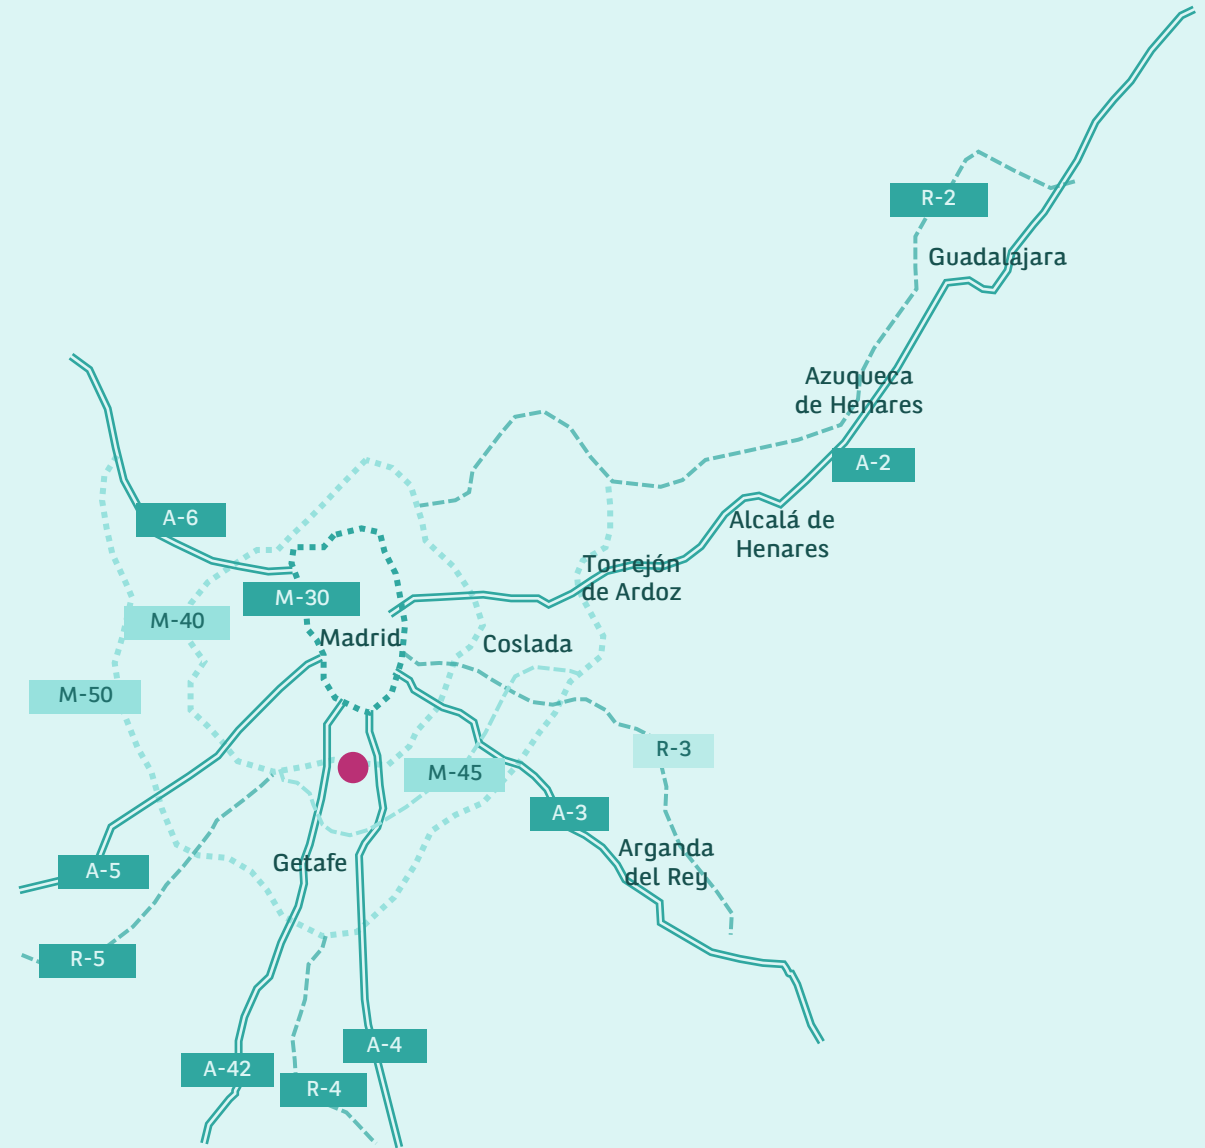 R-2
Guadalajara
Azuqueca
de Henares
A-2
A-6
Alcalá de
Henares
Torrejón
de Ardoz
M-30
M-40
Madrid
Coslada
M-50
R-3
M-45
A-3
Arganda
del Rey
Getafe
A-5
R-5
A-4
A-42
R-4